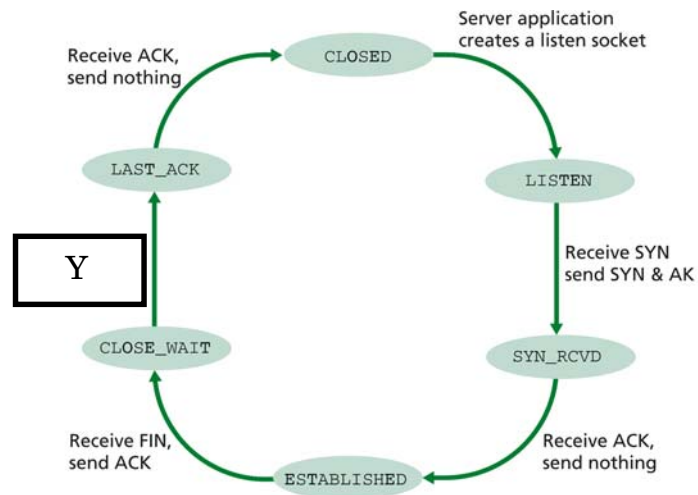 Server application
creates a listen socket
CLOSED
Receive ACK,
send nothing
LAST_ACK
LISTEN
Y
Receive SYN
send SYN & AK
CLOSE_WAIT
SYN_RCVD
Receive FIN,
send ACK
Receive ACK,
send nothing
ESTABLISHED